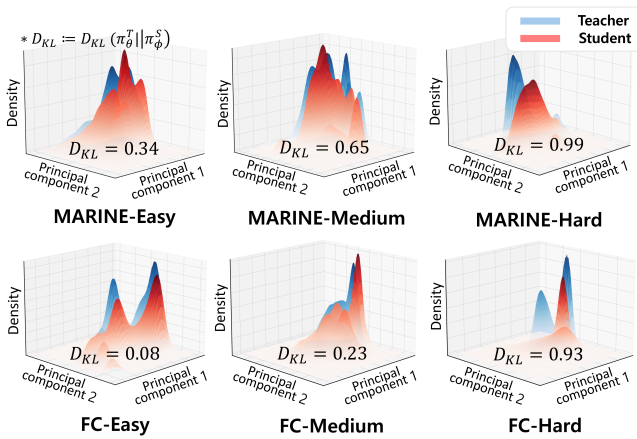 * D_KL ≔ D_KL (π_θ^T||π_ϕ^S)
Teacher
Student
Density
D_KL = 0.34
Principal
component 2
Principal
component 1
MARINE-Easy
Density
D_KL = 0.65
Principal
component 2
Principal
component 1
MARINE-Medium
Density
D_KL = 0.99
Principal
component 2
Principal
component 1
MARINE-Hard
Density
D_KL = 0.08
Principal
component 2
Principal
component 1
FC-Easy
Density
D_KL = 0.23
Principal
component 2
Principal
component 1
FC-Medium
Density
D_KL = 0.93
Principal
component 2
Principal
component 1
FC-Hard